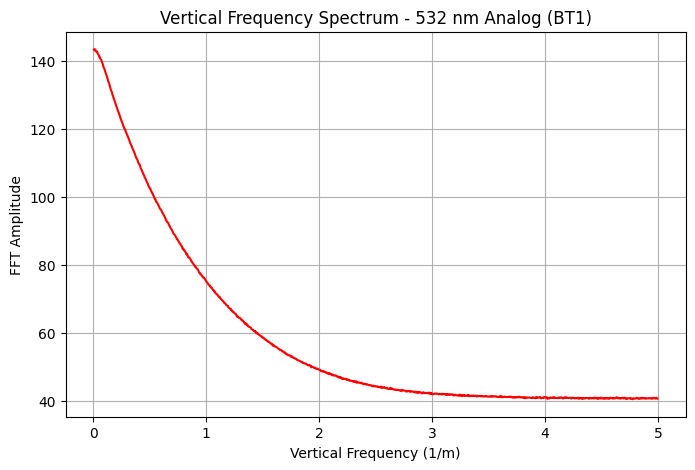 Vertical Frequency Spectrum - 532 nm Analog (BT1)
140
120
100
80
60
40
FFT Amplitude
0 1 2 3 4 5
Vertical Frequency (1/m)